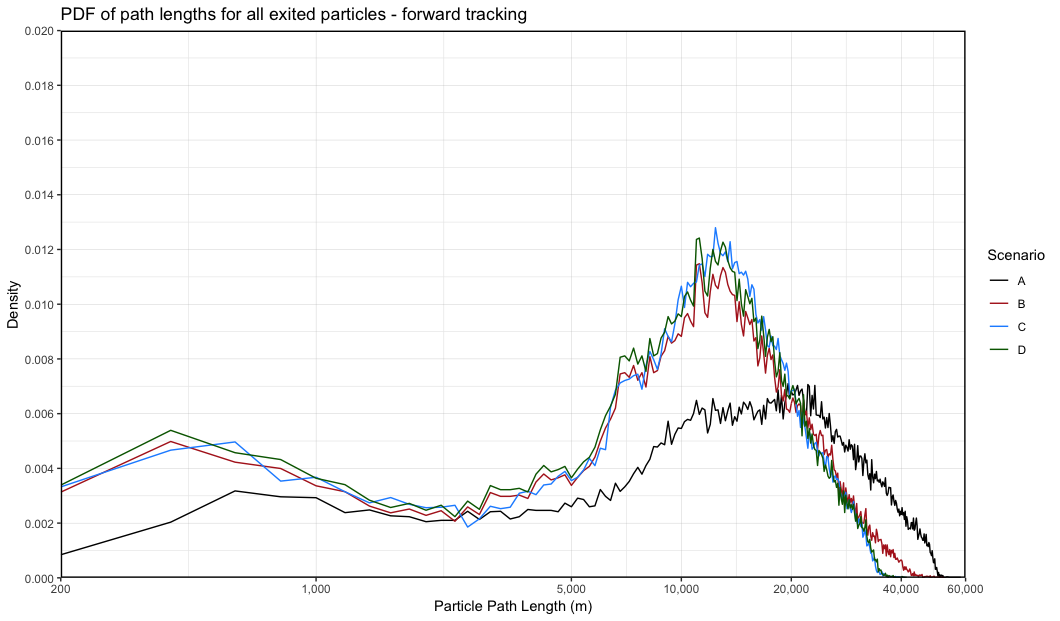 PDF of path lengths for all exited particles - forward tracking
0.020
0.018
0.016
0.014
0.012
0.010
0.008
0.006
0.004
0.002
0.000
Density
200
1,000
5,000
10,000
20,000
40,000
60,000
Particle Path Length (m)
Scenario
A
B
C
D